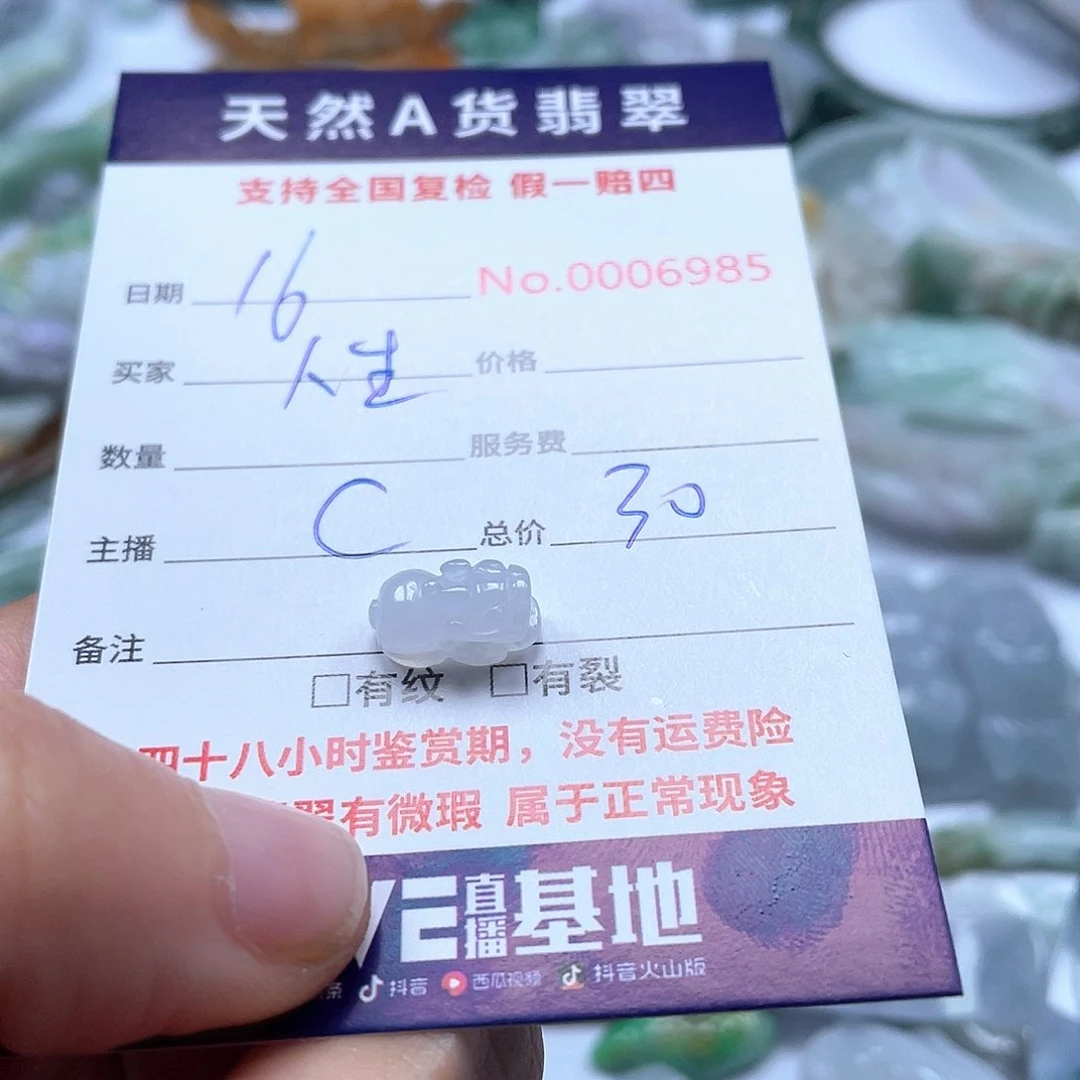 天然A货翡翠
支持全国复检 假一赔四
日期 16 No.0006985
买家 人生 价格
数量 服务费
主播 C 总价 30
备注
□有纹 □有裂
四十八小时鉴赏期，没有运费险
翠有微瑕 属于正常现象
VE直播基地
条 抖音 西瓜视频 抖音火山版